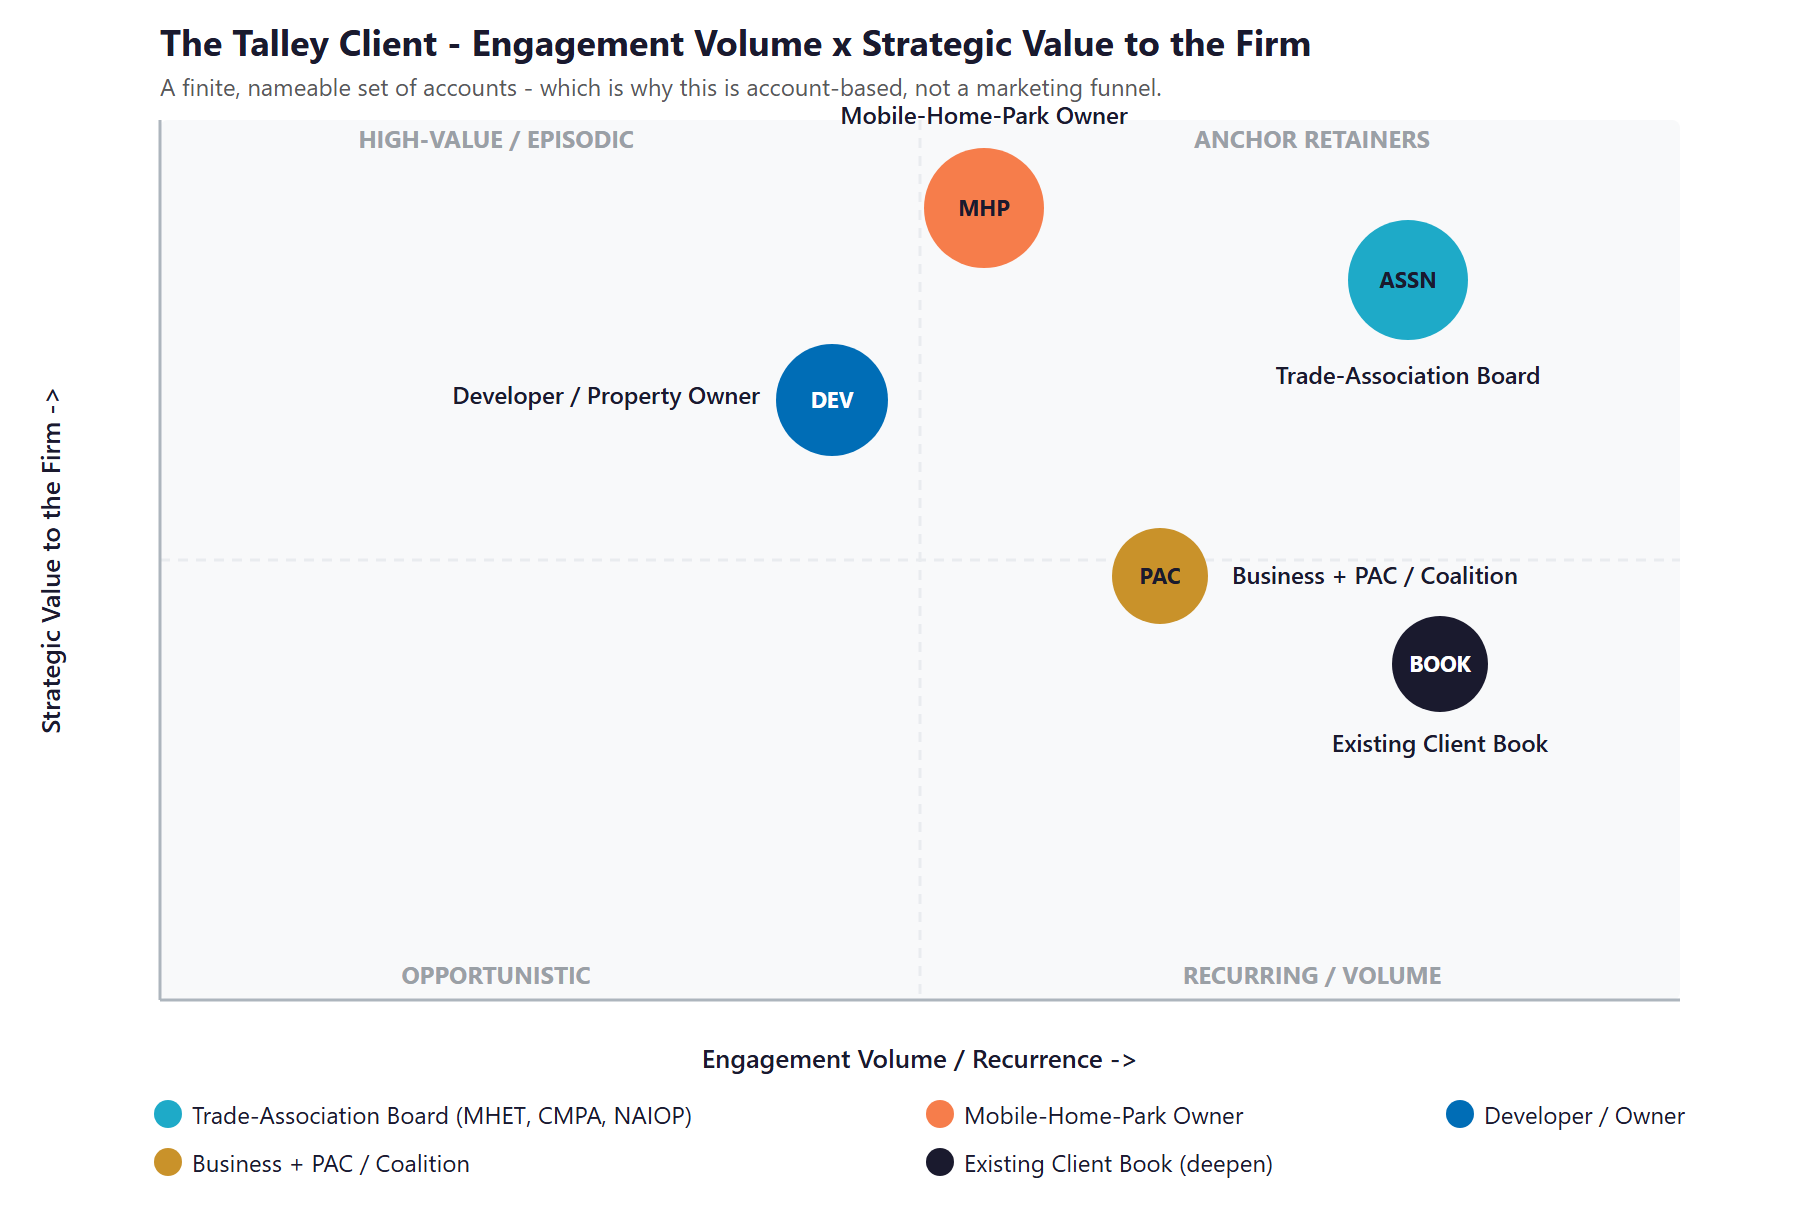 The Talley Client - Engagement Volume x Strategic Value to the Firm
A finite, nameable set of accounts - which is why this is account-based, not a marketing funnel.
Mobile-Home-Park Owner
HIGH-VALUE / EPISODIC
ANCHOR RETAINERS
MHP
ASSN
Trade-Association Board
Developer / Property Owner
DEV
Strategic Value to the Firm ->
PAC
Business + PAC / Coalition
BOOK
Existing Client Book
OPPORTUNISTIC
RECURRING / VOLUME
Engagement Volume / Recurrence ->
Trade-Association Board (MHET, CMPA, NAIOP)
Mobile-Home-Park Owner
Developer / Owner
Business + PAC / Coalition
Existing Client Book (deepen)